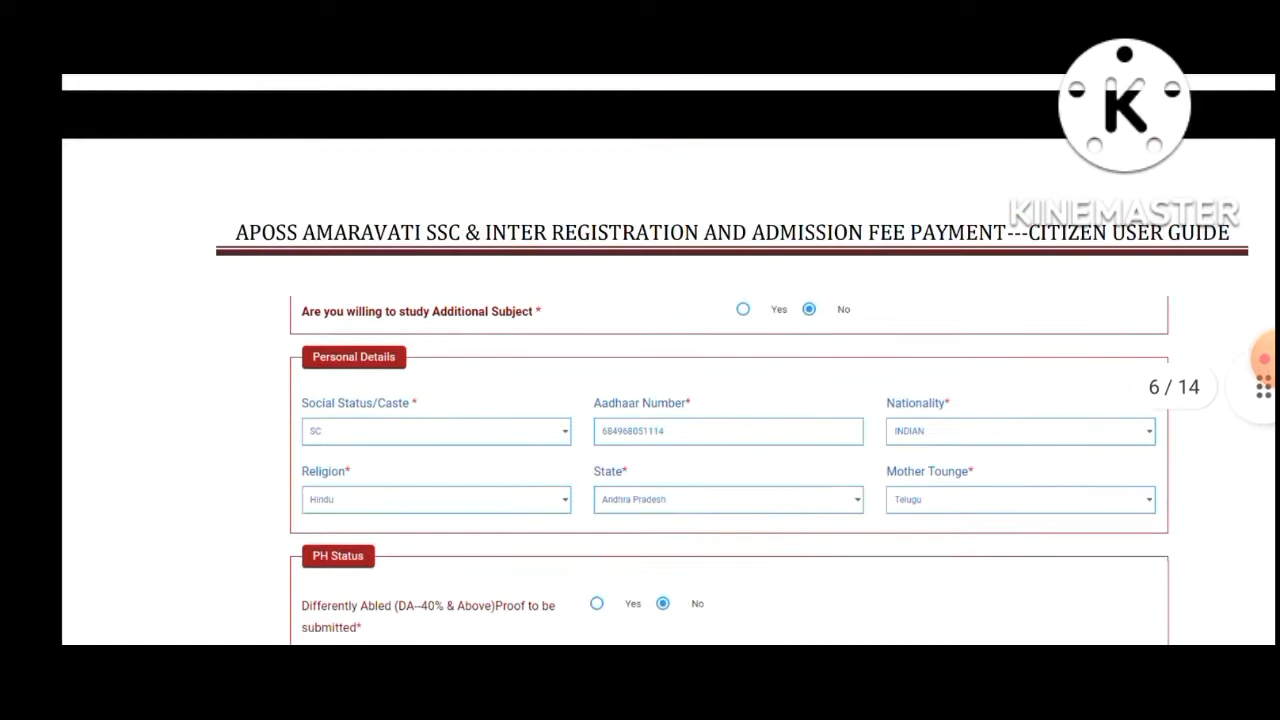 K
KINEMASTER
APOSS AMARAVATI SSC & INTER REGISTRATION AND ADMISSION FEE PAYMENT---CITIZEN USER GUIDE
Are you willing to study Additional Subject * Yes No
Personal Details
6 / 14
Social Status/Caste * Aadhaar Number* Nationality*
SC 684968051114 INDIAN
Religion* State* Mother Tounge*
Hindu Andhra Pradesh Telugu
PH Status
Differently Abled (DA--40% & Above)Proof to be Yes No
submitted*